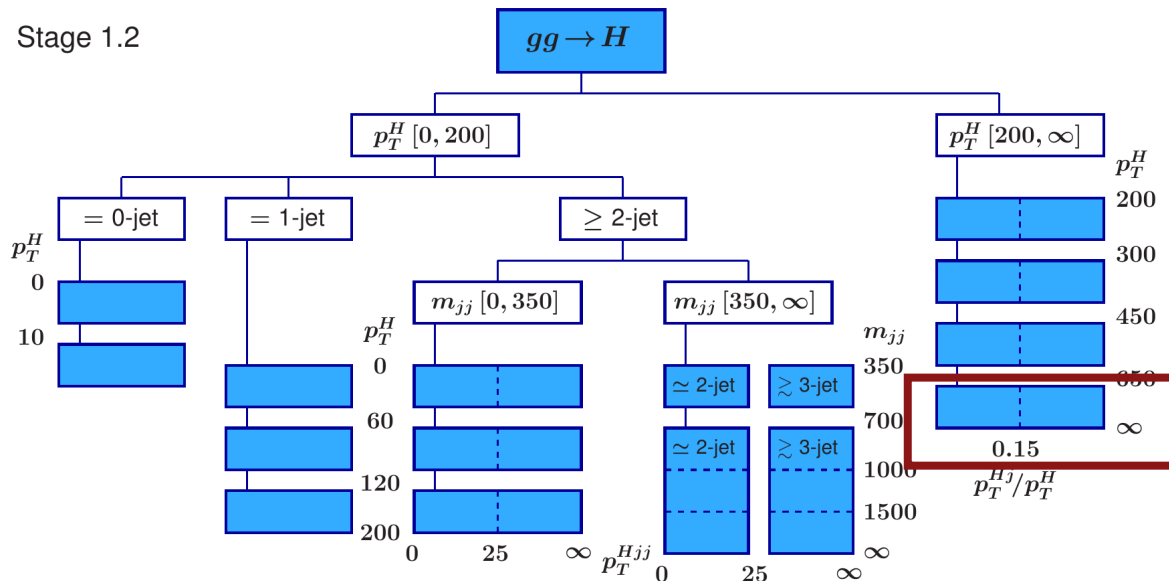 Stage 1.2
gg → H
p_T^H [0, 200]
p_T^H [200, ∞]
p_T^H
= 0-jet
= 1-jet
≥ 2-jet
200
p_T^H
0
10
300
m_jj [0, 350]
m_jj [350, ∞]
450
p_T^H
m_jj
0
≃ 2-jet
≳ 3-jet
350
650
60
700
∞
≃ 2-jet
≳ 3-jet
0.15
1000
p_T^Hj/p_T^H
120
1500
200
∞
0
25
∞
p_T^Hjj
0
25
∞